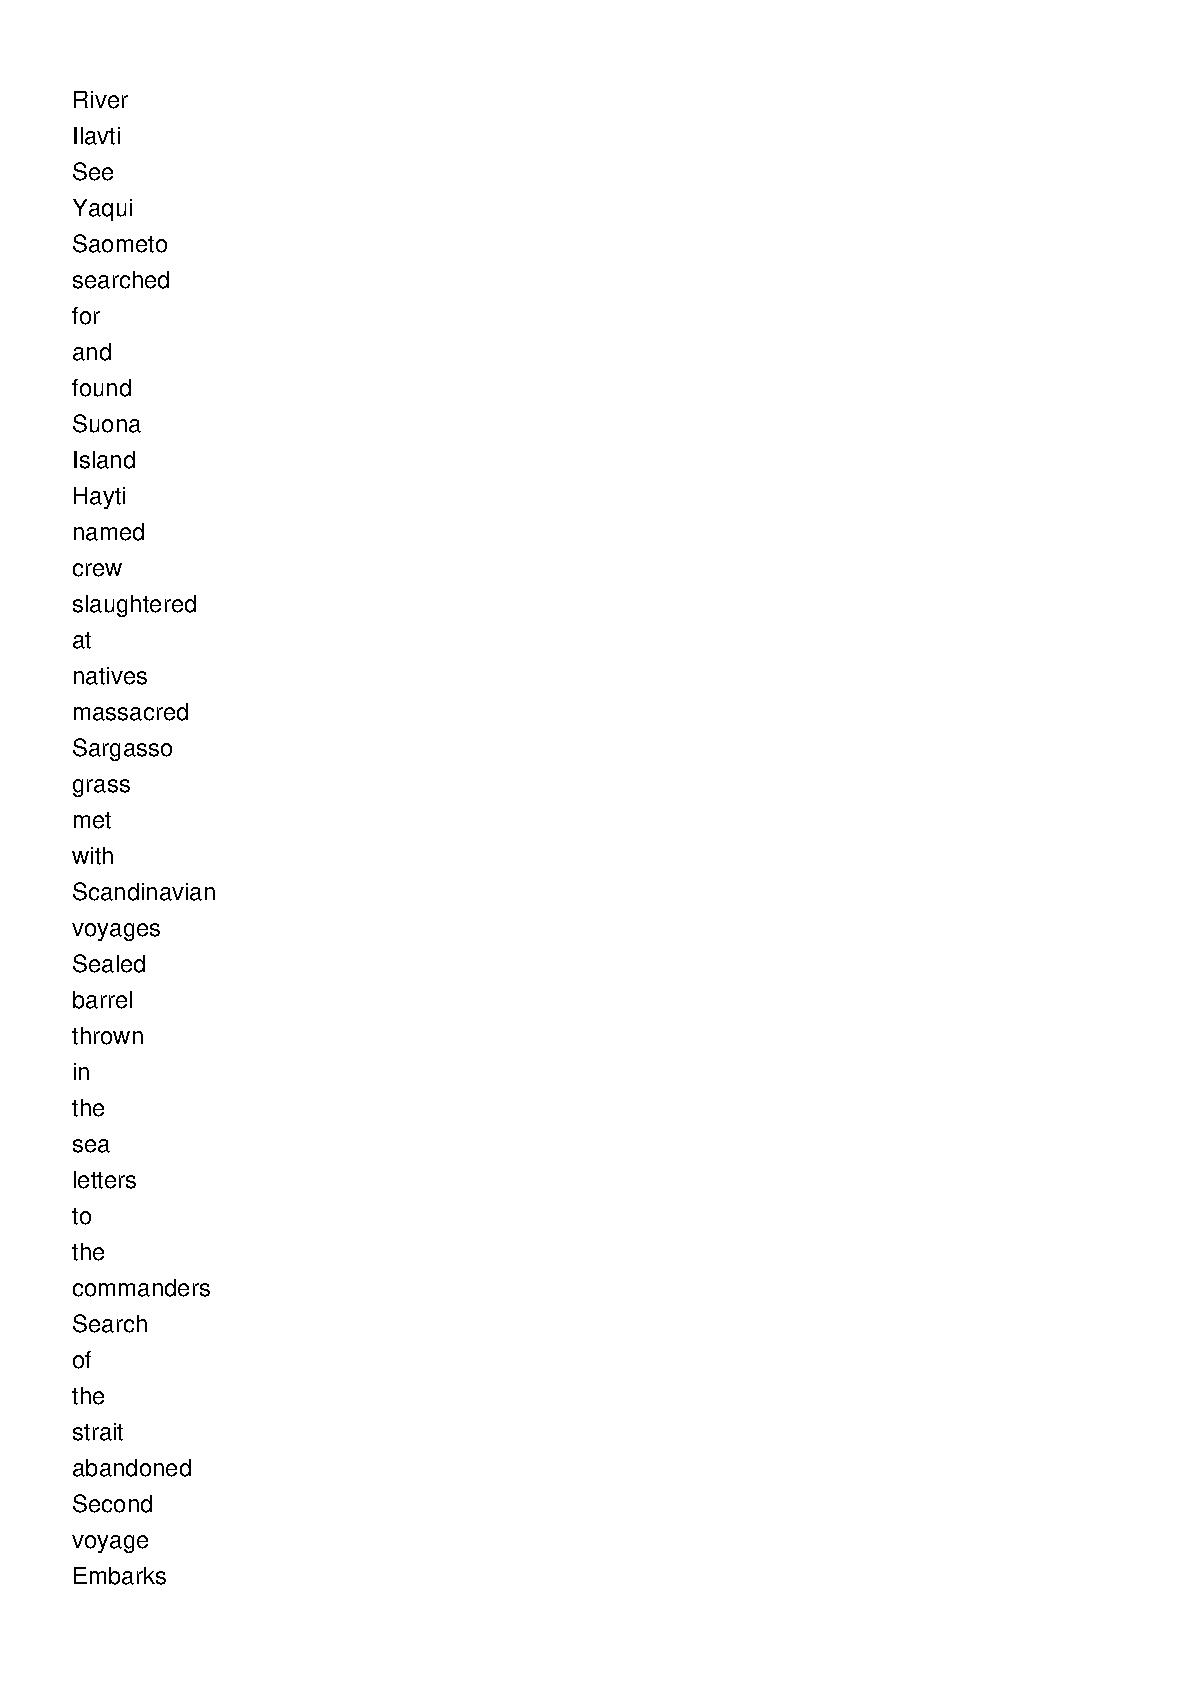 River
Ilavti
See
Yaqui
Saometo
searched
for
and
found
Suona
Island
Hayti
named
crew
slaughtered
at
natives
massacred
Sargasso
grass
met
with
Scandinavian
voyages
Sealed
barrel
thrown
in
the
sea
letters
to
the
commanders
Search
of
the
strait
abandoned
Second
voyage
Embarks